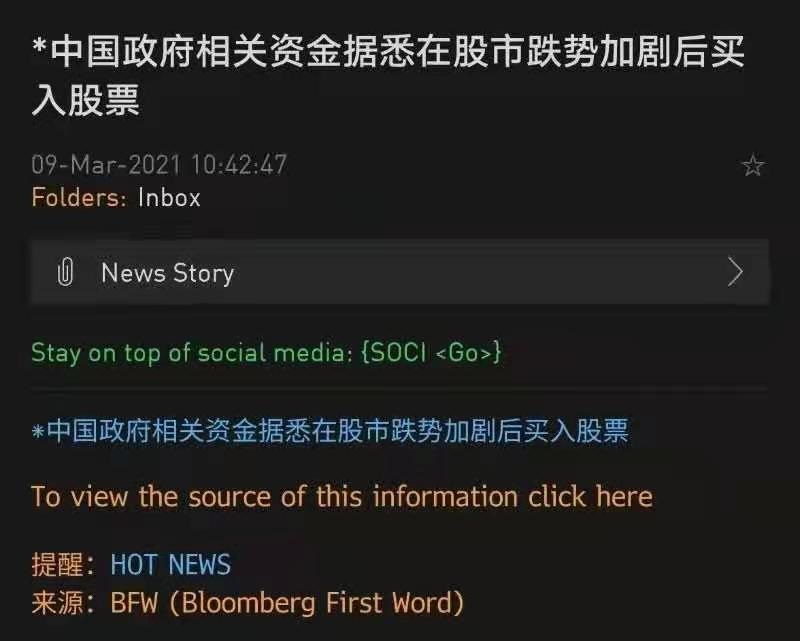 *中国政府相关资金据悉在股市跌势加剧后买
入股票
09-Mar-2021 10:42:47
Folders: Inbox
News Story
Stay on top of social media: {SOCI <Go>}
*中国政府相关资金据悉在股市跌势加剧后买入股票
To view the source of this information click here
提醒：HOT NEWS
来源：BFW (Bloomberg First Word)